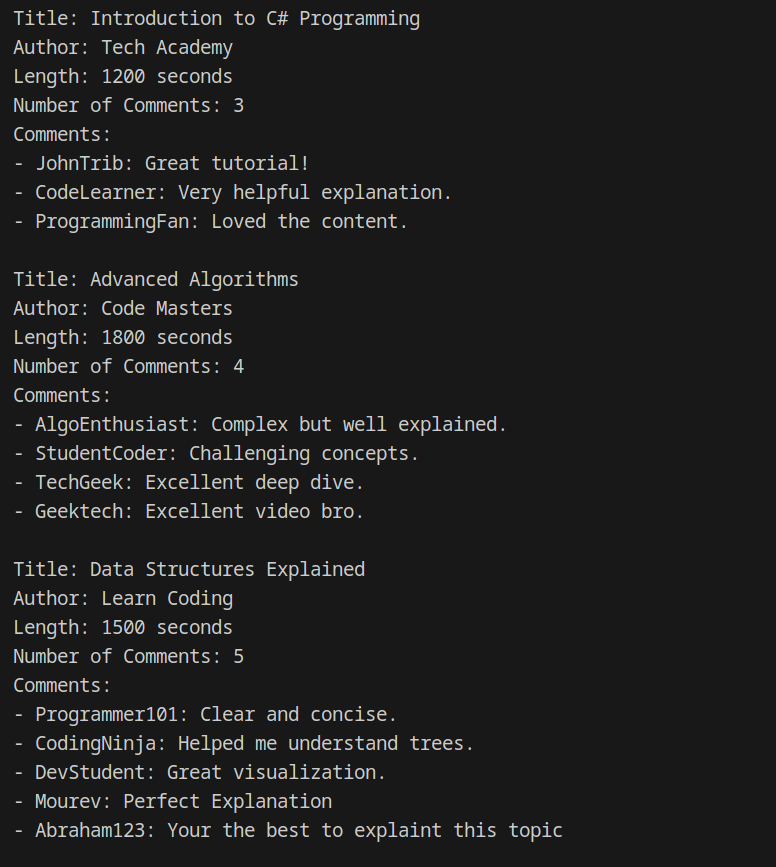 Title: Introduction to C# Programming
Author: Tech Academy
Length: 1200 seconds
Number of Comments: 3
Comments:
- JohnTrib: Great tutorial!
- CodeLearner: Very helpful explanation.
- ProgrammingFan: Loved the content.
Title: Advanced Algorithms
Author: Code Masters
Length: 1800 seconds
Number of Comments: 4
Comments:
- AlgoEnthusiast: Complex but well explained.
- StudentCoder: Challenging concepts.
- TechGeek: Excellent deep dive.
- Geektech: Excellent video bro.
Title: Data Structures Explained
Author: Learn Coding
Length: 1500 seconds
Number of Comments: 5
Comments:
- Programmer101: Clear and concise.
- CodingNinja: Helped me understand trees.
- DevStudent: Great visualization.
- Mourev: Perfect Explanation
- Abraham123: Your the best to explaint this topic